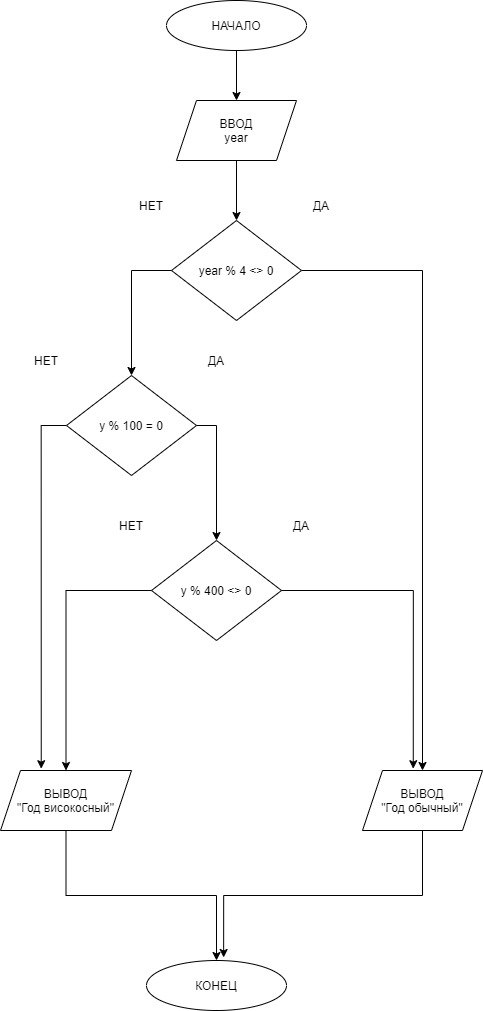 НАЧАЛО
ВВОД
year
НЕТ
ДА
year % 4 <> 0
НЕТ
ДА
y % 100 = 0
НЕТ
ДА
y % 400 <> 0
ВЫВОД
"Год високосный"
ВЫВОД
"Год обычный"
КОНЕЦ